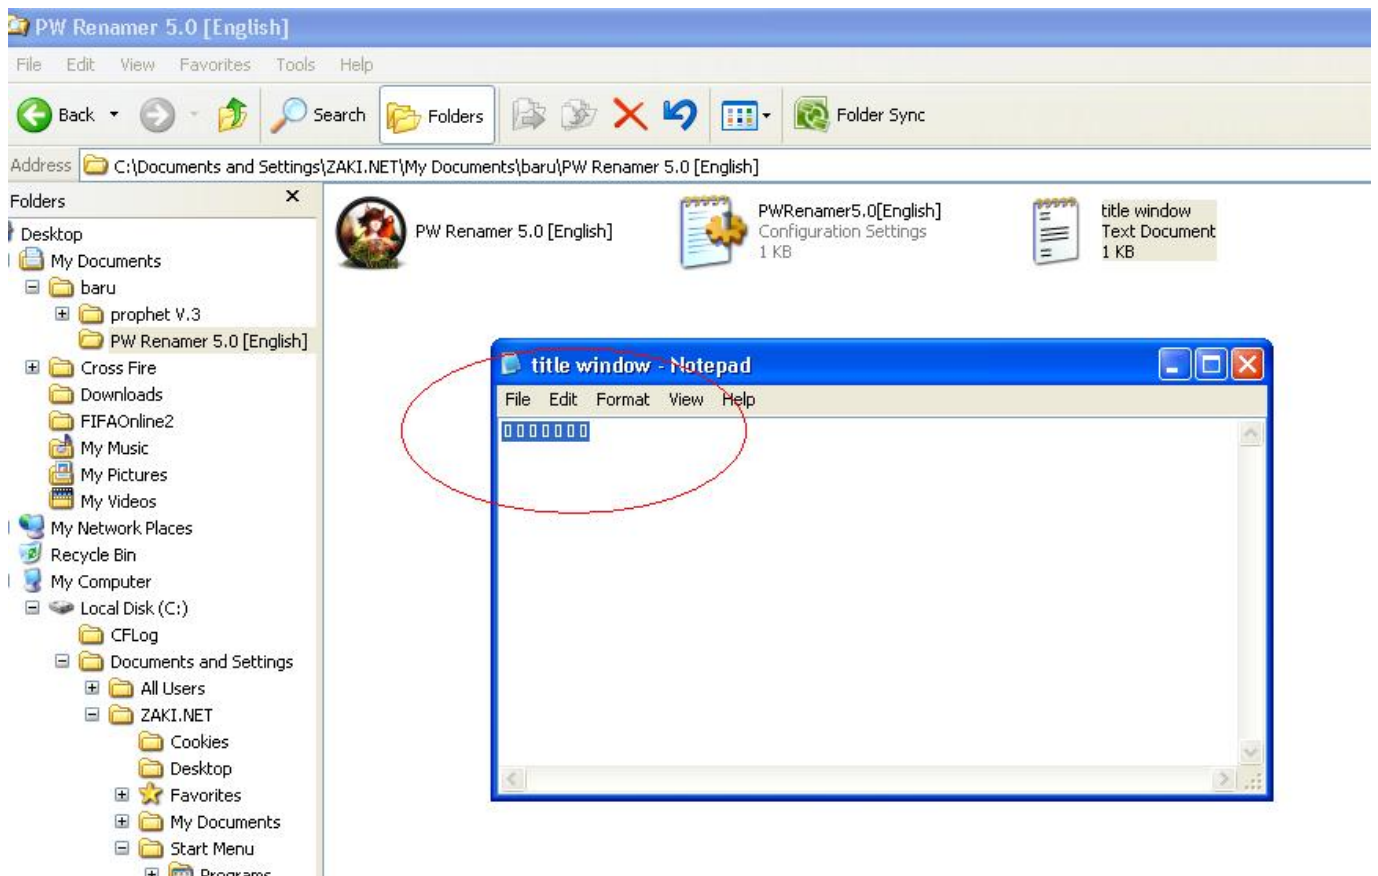 PW Renamer 5.0 [English]
File Edit View Favorites Tools Help
Back Search Folders Folder Sync
Address C:\Documents and Settings\ZAKI.NET\My Documents\baru\PW Renamer 5.0 [English]
Folders
Desktop
My Documents
baru
prophet V.3
PW Renamer 5.0 [English]
Cross Fire
Downloads
FIFAOnline2
My Music
My Pictures
My Videos
My Network Places
Recycle Bin
My Computer
Local Disk (C:)
CFLog
Documents and Settings
All Users
ZAKI.NET
Cookies
Desktop
Favorites
My Documents
Start Menu
Programs
PW Renamer 5.0 [English]
PWRenamer5.0[English]
Configuration Settings
1 KB
title window
Text Document
1 KB
title window - Notepad
File Edit Format View Help
▯▯▯▯▯▯▯